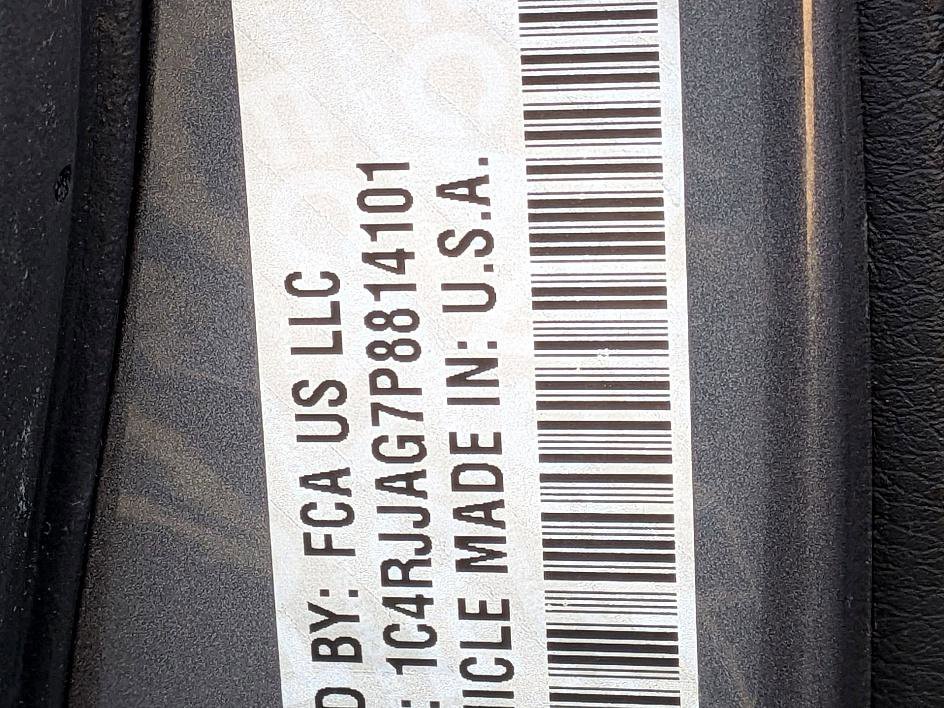 D BY: FCA US LLC
: 1C4RJJAG7P8814101
ICLE MADE IN: U.S.A.